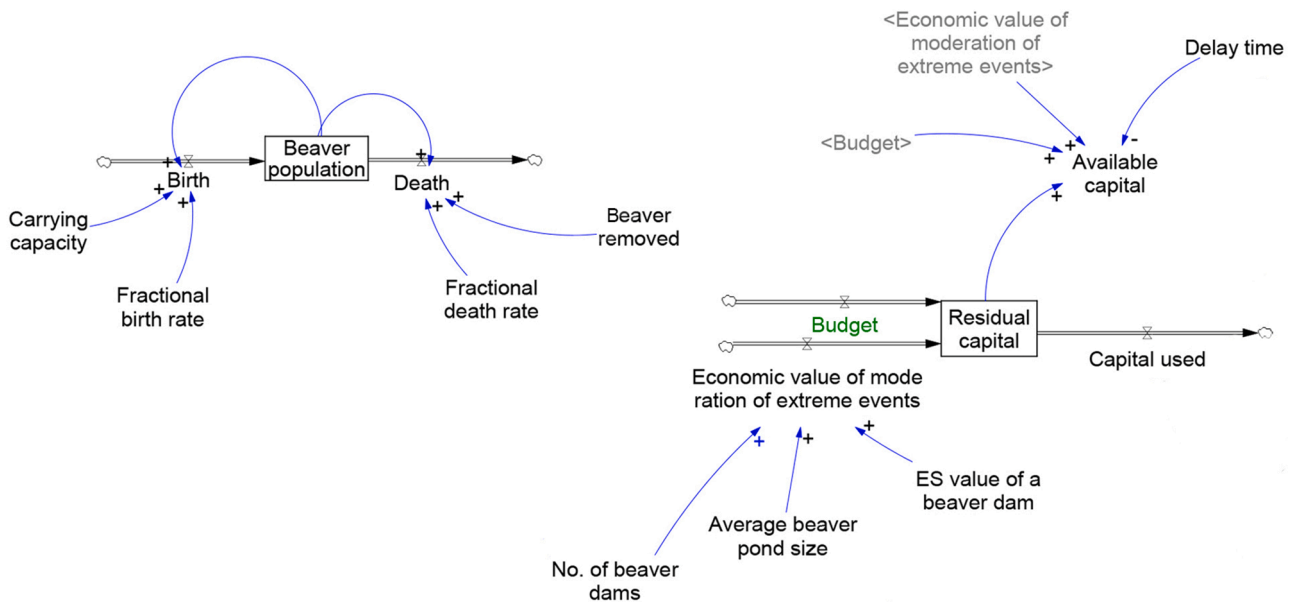 <Economic value of
moderation of
extreme events>
Delay time
<Budget>
Available
capital
-
+
+
+
Beaver
population
+
Birth
+
+
+
Death
+
+
Carrying
capacity
Fractional
birth rate
Beaver
removed
Fractional
death rate
Budget
Residual
capital
Capital used
Economic value of mode
ration of extreme events
+
+
+
ES value of a
beaver dam
Average beaver
pond size
No. of beaver
dams